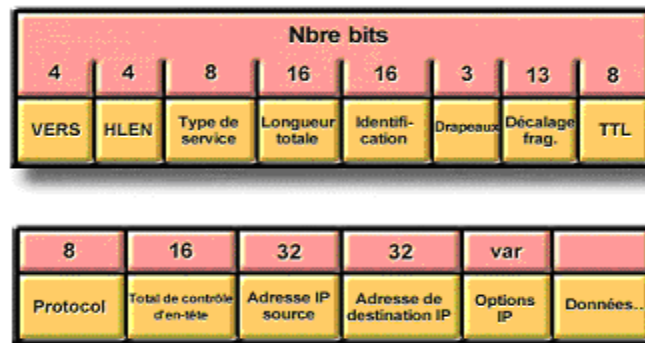 Nbre bits
4 4 8 16 16 3 13 8
VERS HLEN Type de service Longueur totale Identifi-cation Drapeaux Décalage frag. TTL
8 16 32 32 var
Protocol Total de contrôle d'en-tête Adresse IP source Adresse de destination IP Options IP Données...